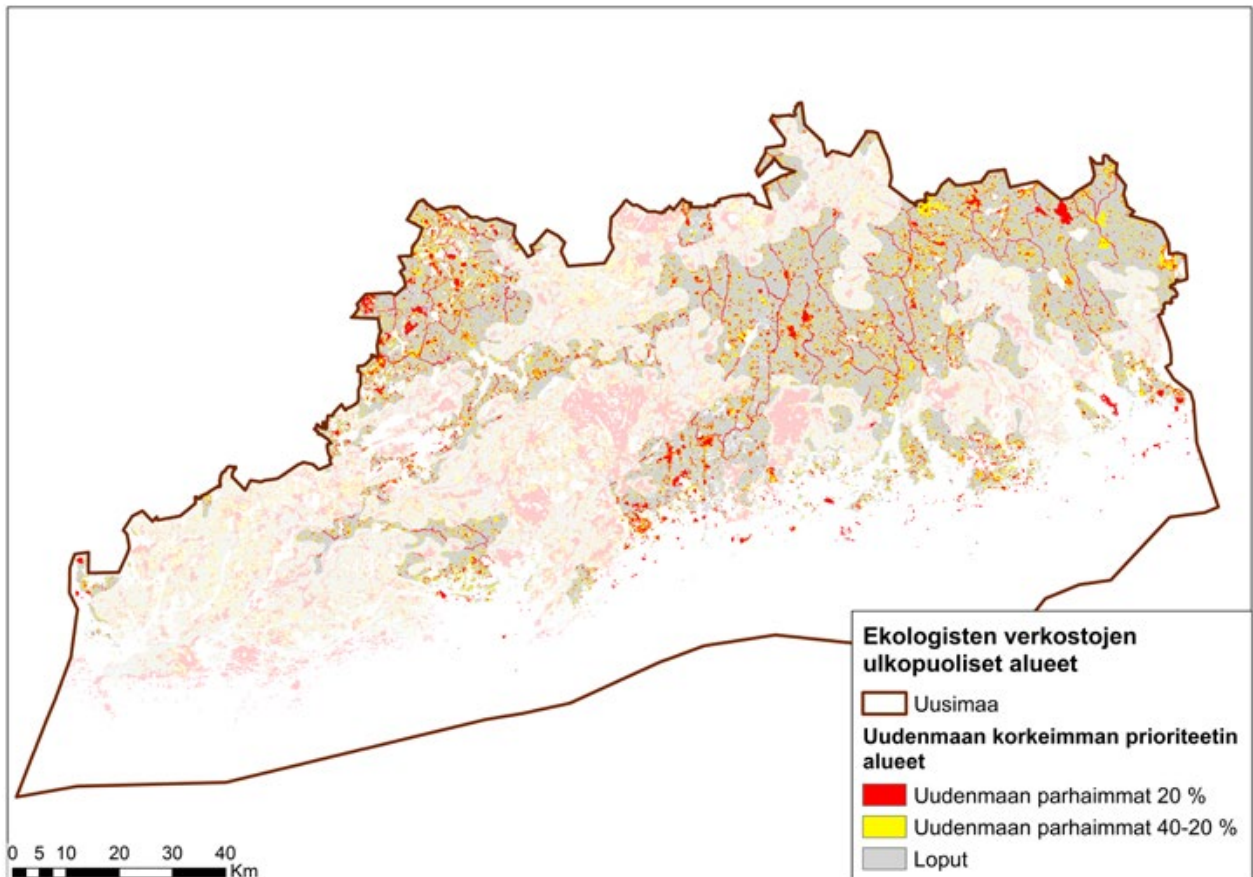 Ekologisten verkostojen
ulkopuoliset alueet
Uusimaa
Uudenmaan korkeimman prioriteetin
alueet
Uudenmaan parhaimmat 20 %
Uudenmaan parhaimmat 40-20 %
Loput
0 5 10 20 30 40
Km